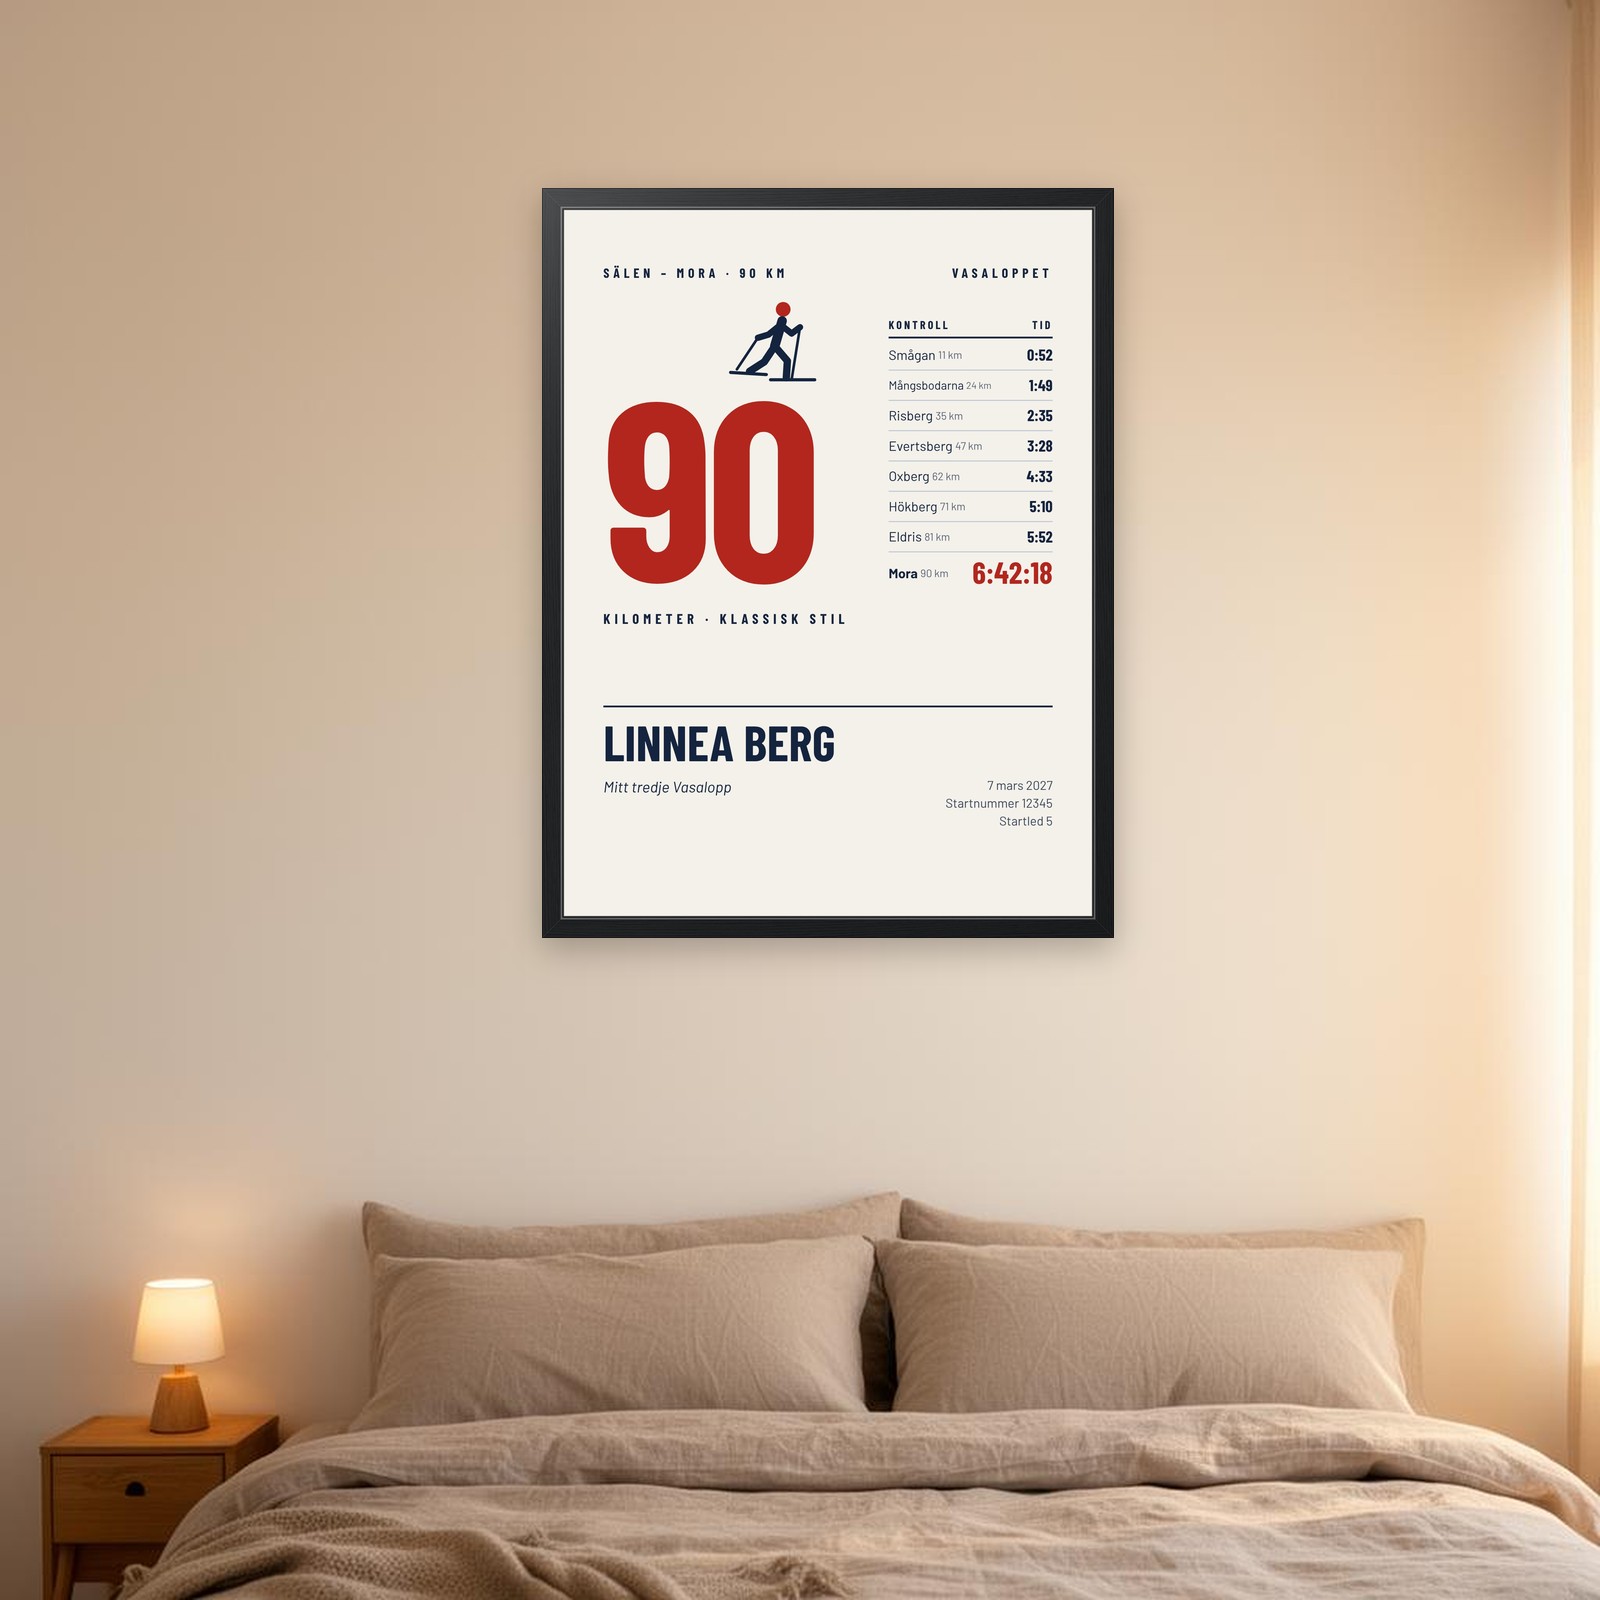 SÄLEN – MORA · 90 KM
VASALOPPET
90
KILOMETER · KLASSISK STIL
KONTROLL TID
Smågan 11 km 0:52
Mångsbodarna 24 km 1:49
Risberg 35 km 2:35
Evertsberg 47 km 3:28
Oxberg 62 km 4:33
Hökberg 71 km 5:10
Eldris 81 km 5:52
Mora 90 km 6:42:18
LINNEA BERG
Mitt tredje Vasalopp
7 mars 2027
Startnummer 12345
Startled 5